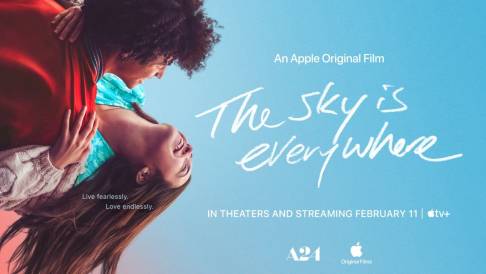 An Apple Original Film
The sky is
everywhere
Live fearlessly.
Love endlessly.
IN THEATERS AND STREAMING FEBRUARY 11 | tv+
A24
Original Films